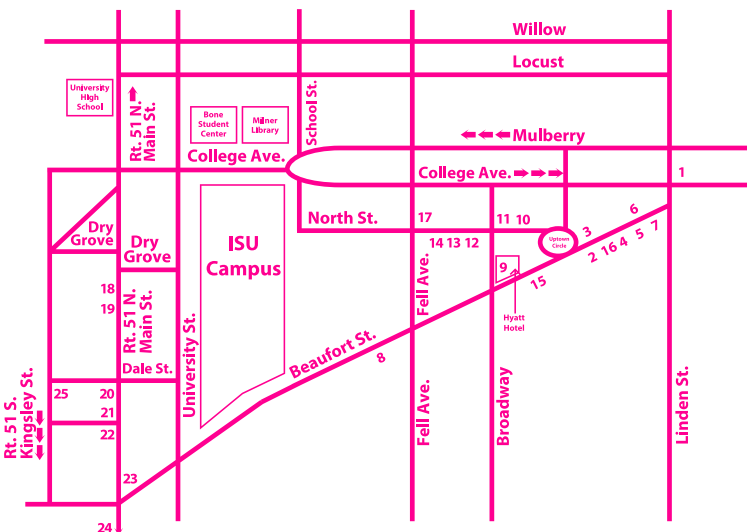 Willow
Locust
University
High
School
Rt. 51 N.
Main St.
Bone
Student
Center
Milner
Library
School St.
Mulberry
College Ave.
College Ave.
1
North St.
17
11 10
6
3
Dry
Grove
Dry
Grove
ISU
Campus
14 13 12
Uptown
Circle
2 16 4 5 7
9
15
Hyatt
Hotel
18
19
Rt. 51 N.
Main St.
University St.
Fell Ave.
Beaufort St.
8
Dale St.
25
20
21
22
Rt. 51 S.
Kingsley St.
Fell Ave.
Broadway
Linden St.
23
24